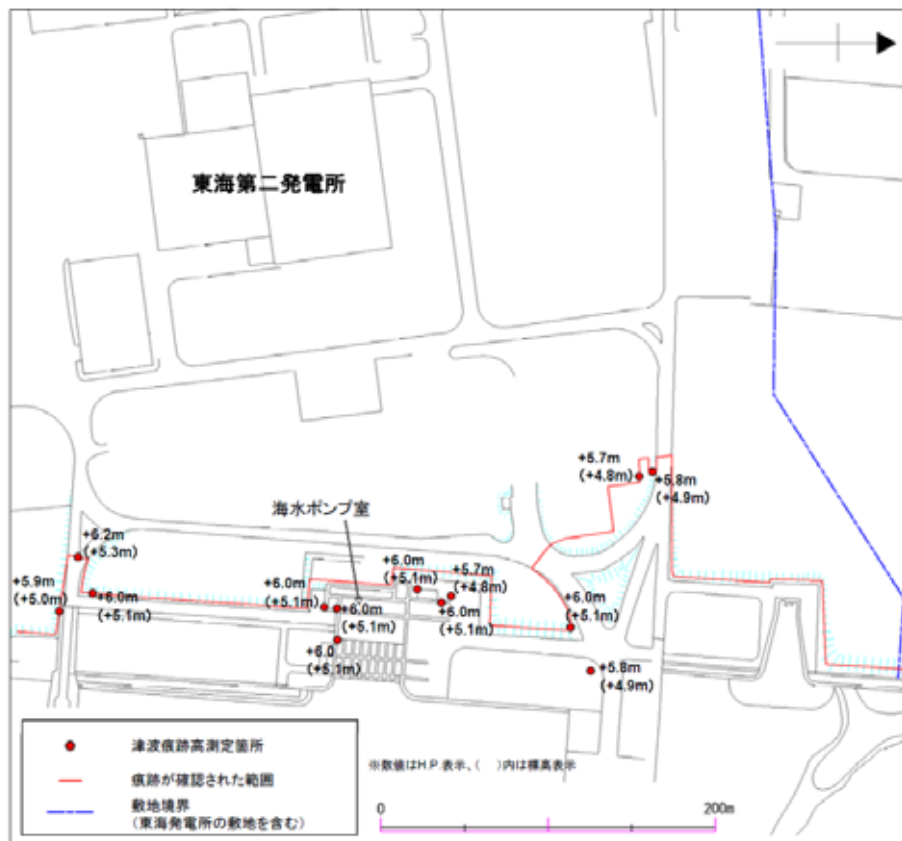 東海第二発電所
+5.7m
(+4.8m)
+5.8m
(+4.9m)
海水ポンプ室
+6.2m
(+5.3m)
+6.0m
(+5.1m)
+5.7m
(+4.8m)
+5.9m
(+5.0m)
+6.0m
(+5.1m)
+6.0m
(+5.1m)
+6.0m
(+5.1m)
+6.0m
(+5.1m)
+6.0m
(+5.1m)
+6.0
(+5.1m)
+5.8m
(+4.9m)
津波痕跡高測定箇所
痕跡が確認された範囲
敷地境界
(東海発電所の敷地を含む)
※数値はH.P.表示、( )内は標高表示
0 200m